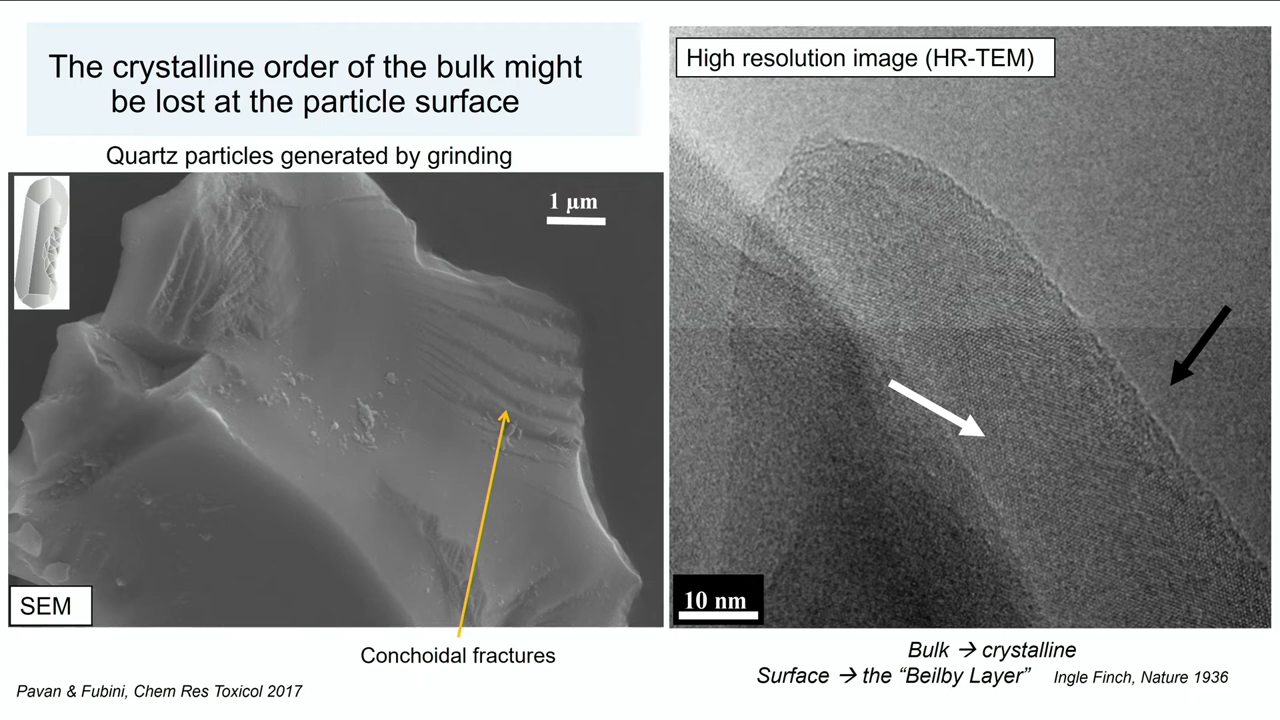 The crystalline order of the bulk might
be lost at the particle surface
Quartz particles generated by grinding
1 µm
SEM
Conchoidal fractures
Pavan & Fubini, Chem Res Toxicol 2017
High resolution image (HR-TEM)
10 nm
Bulk → crystalline
Surface → the “Beilby Layer”
Ingle Finch, Nature 1936